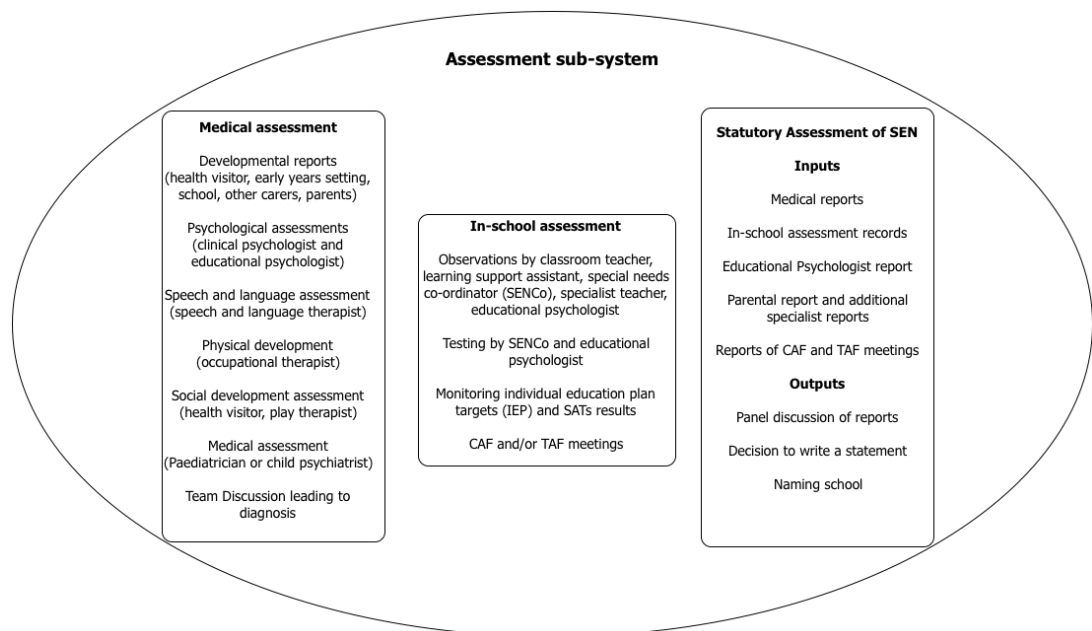 Assessment sub-system
Medical assessment
Developmental reports
(health visitor, early years setting,
school, other carers, parents)
Psychological assessments
(clinical psychologist and
educational psychologist)
Speech and language assessment
(speech and language therapist)
Physical development
(occupational therapist)
Social development assessment
(health visitor, play therapist)
Medical assessment
(Paediatrician or child psychiatrist)
Team Discussion leading to
diagnosis
In-school assessment
Observations by classroom teacher,
learning support assistant, special needs
co-ordinator (SENCo), specialist teacher,
educational psychologist
Testing by SENCo and educational
psychologist
Monitoring individual education plan
targets (IEP) and SATs results
CAF and/or TAF meetings
Statutory Assessment of SEN
Inputs
Medical reports
In-school assessment records
Educational Psychologist report
Parental report and additional
specialist reports
Reports of CAF and TAF meetings
Outputs
Panel discussion of reports
Decision to write a statement
Naming school